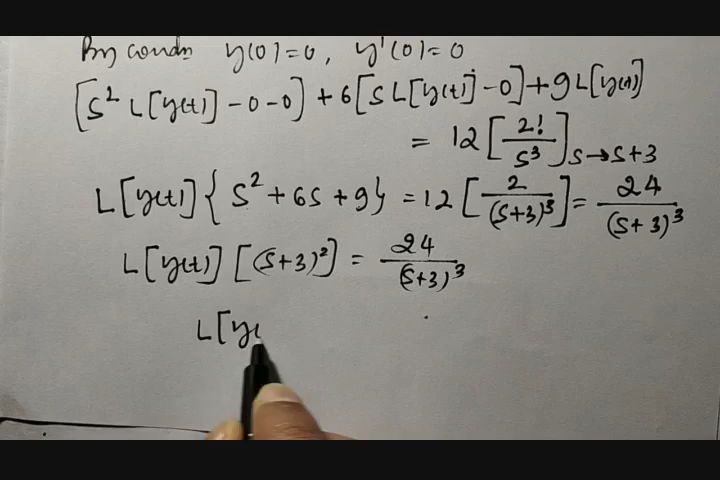 By condn y(0)=0, y'(0)=0
[S² L[y(t)] -0-0] + 6[S L[y(t)] -0] + 9 L[y(t)]
= 12 [2!/S³]S→S+3
L[y(t)] {S² + 6S + 9} = 12 [2/(S+3)³] = 24/(S+3)³
L[y(t)] [(S+3)²] = 24/(S+3)³
L[y(